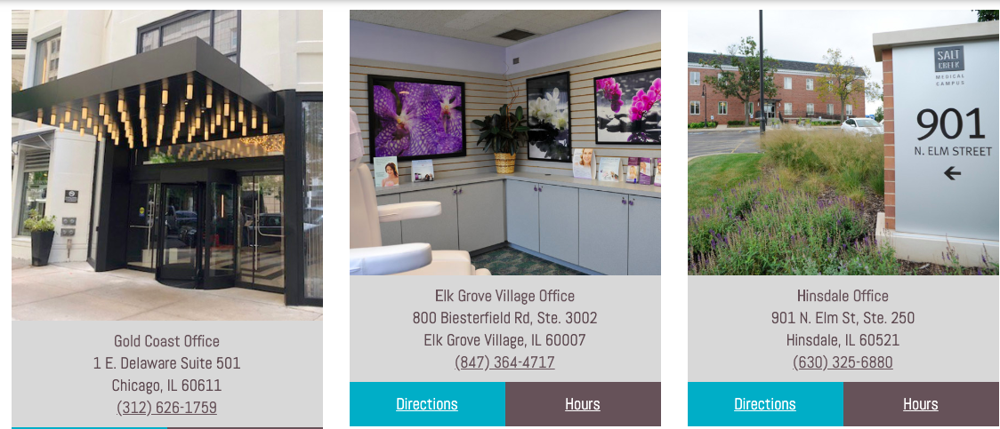 Gold Coast Office
1 E. Delaware Suite 501
Chicago, IL 60611
(312) 626-1759
Elk Grove Village Office
800 Biesterfield Rd, Ste. 3002
Elk Grove Village, IL 60007
(847) 364-4717
Directions
Hours
SALT
CREEK
MEDICAL
CAMPUS
901
N. ELM STREET
Hinsdale Office
901 N. Elm St, Ste. 250
Hinsdale, IL 60521
(630) 325-6880
Directions
Hours